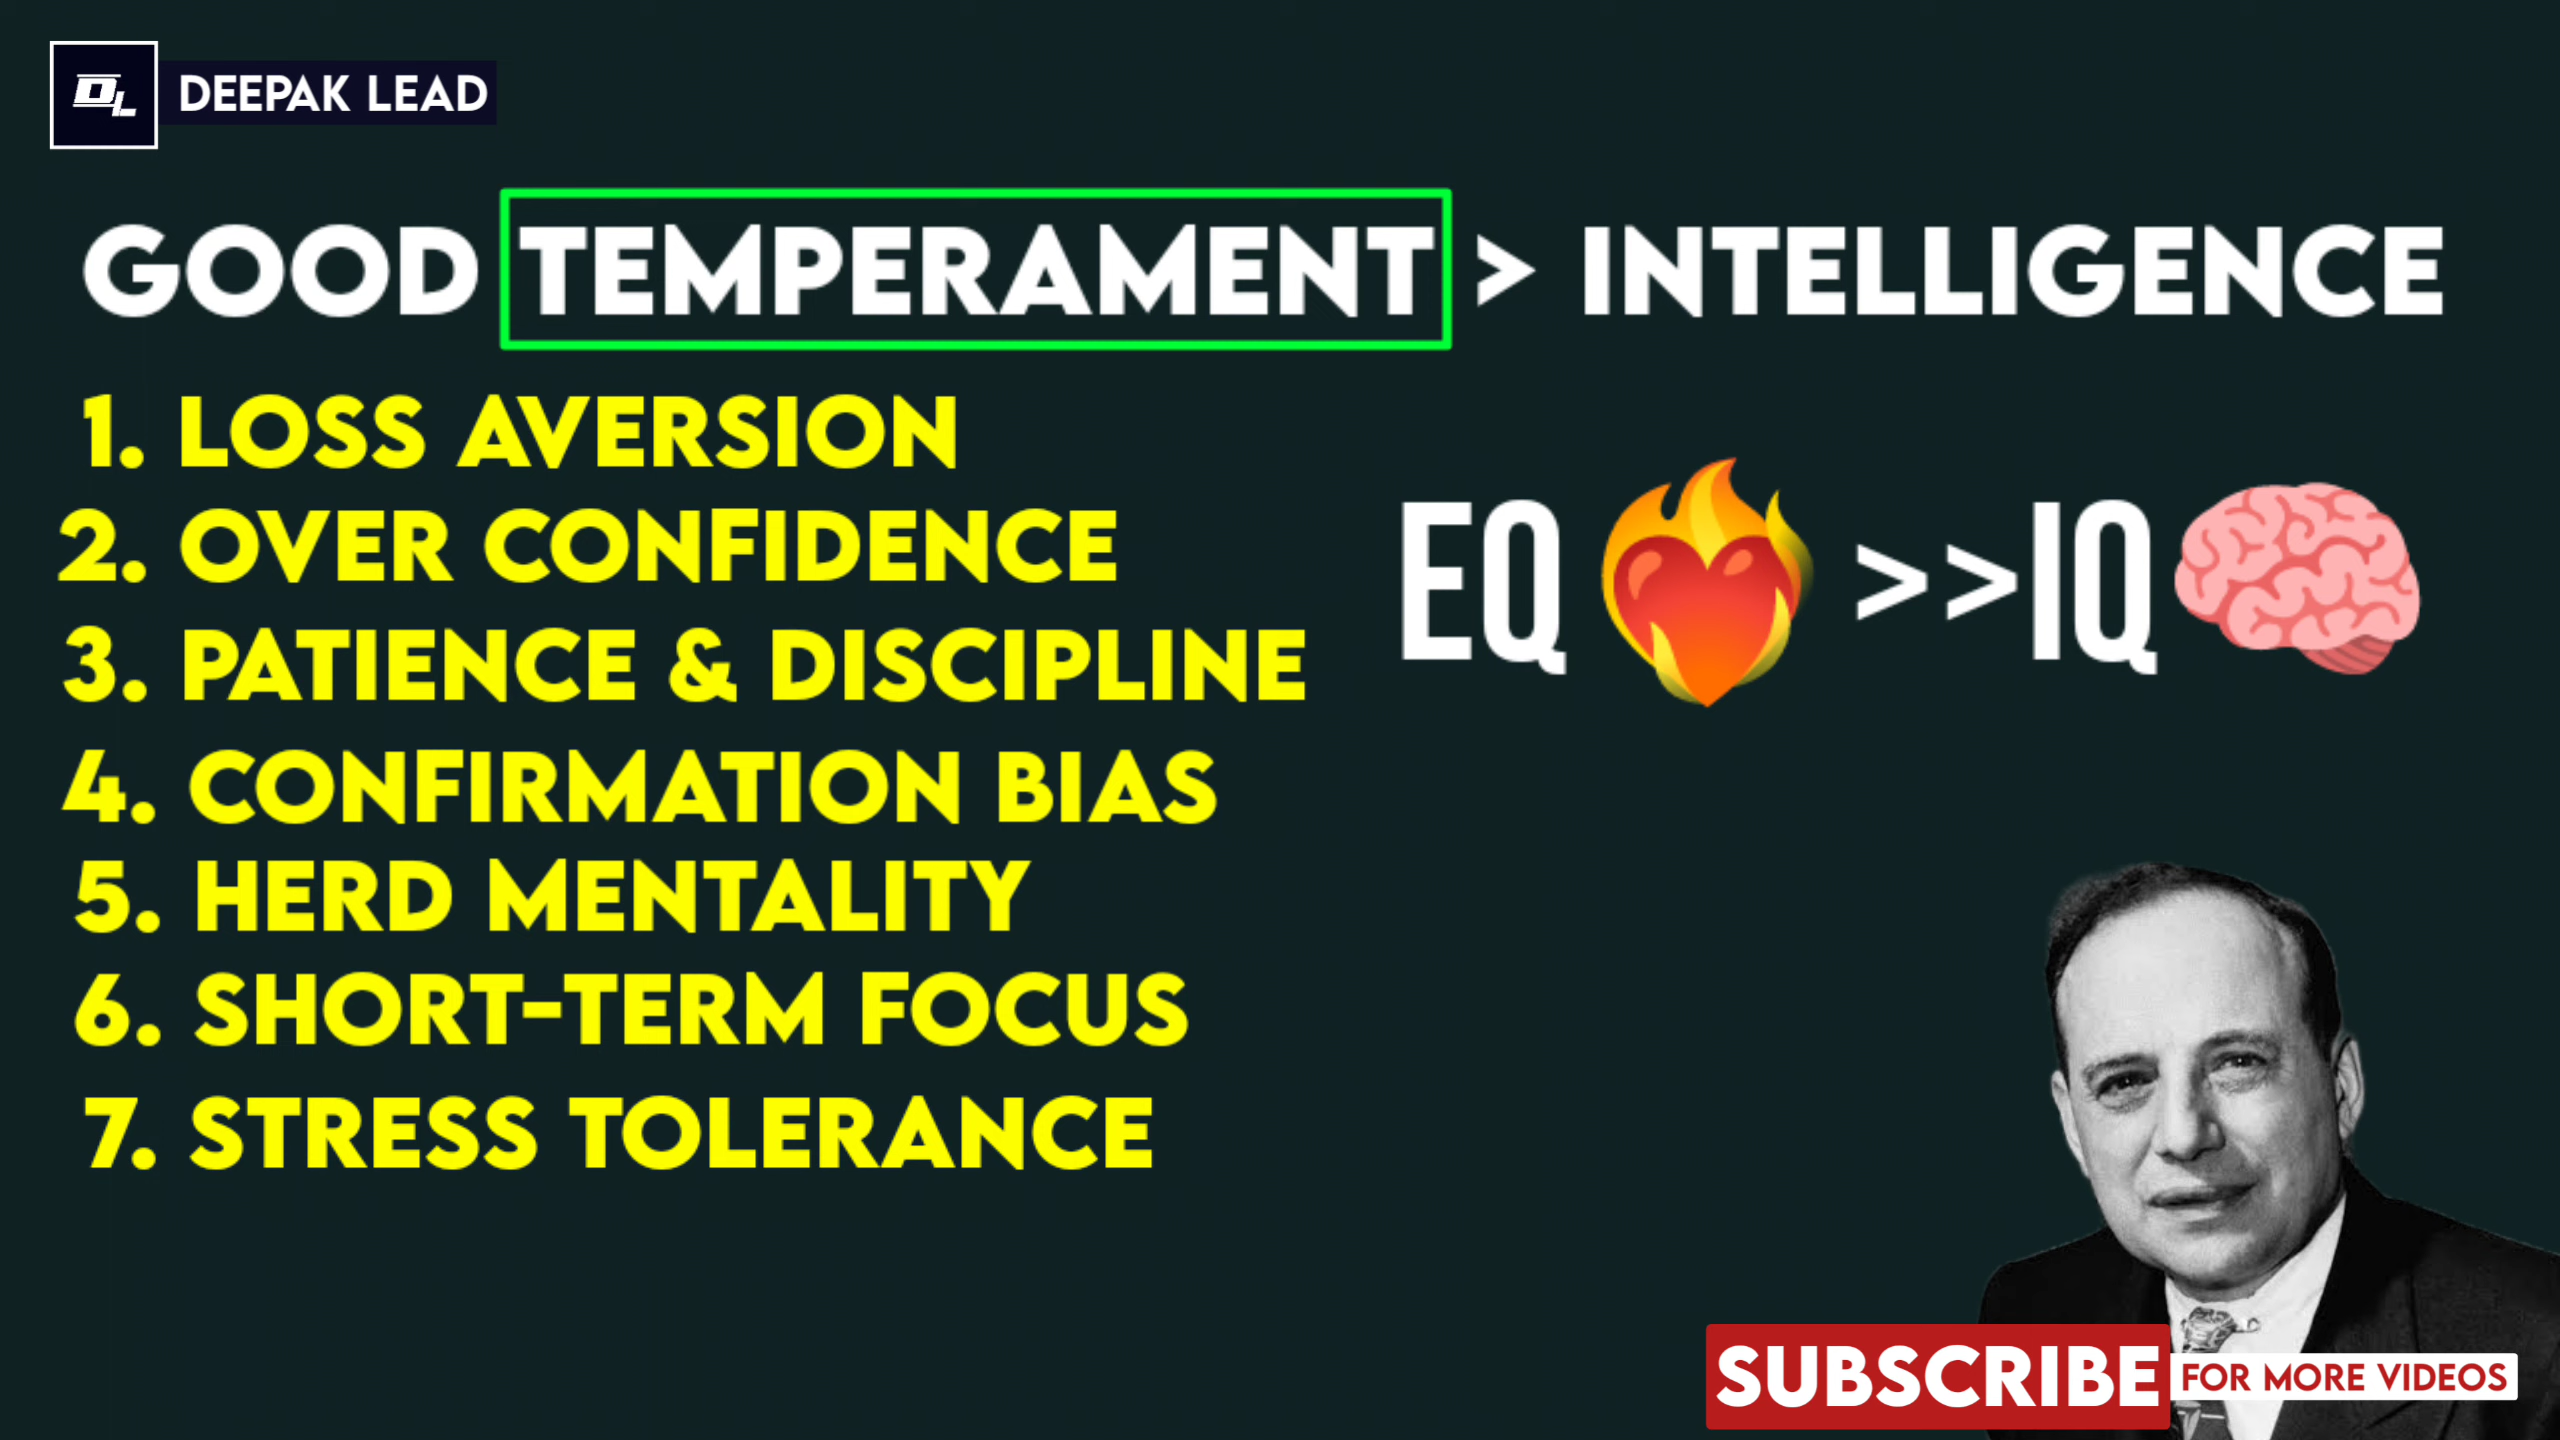 DL DEEPAK LEAD
GOOD TEMPERAMENT > INTELLIGENCE
1. LOSS AVERSION
2. OVER CONFIDENCE
3. PATIENCE & DISCIPLINE
4. CONFIRMATION BIAS
5. HERD MENTALITY
6. SHORT-TERM FOCUS
7. STRESS TOLERANCE
EQ >> IQ
SUBSCRIBE FOR MORE VIDEOS